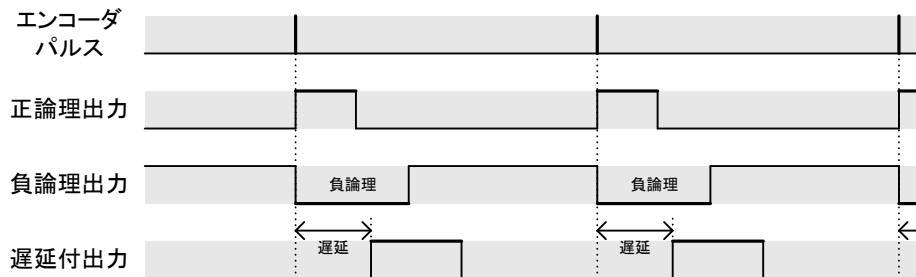 エンコーダ
パルス
正論理出力
負論理出力
負論理
負論理
遅延
遅延
遅延付出力